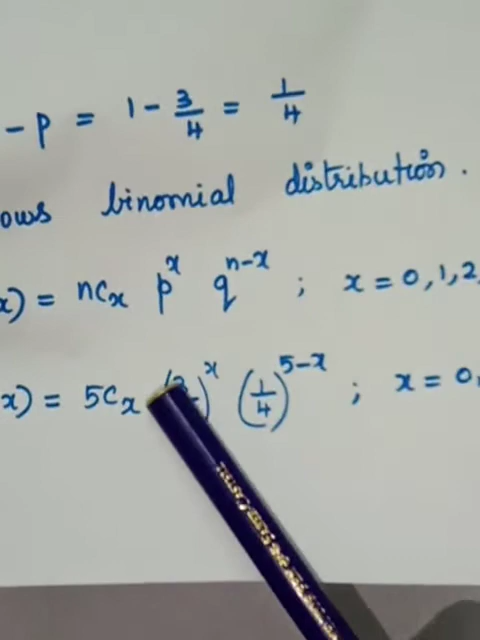 -p = 1 - 3/4 = 1/4
ows binomial distribution.
x) = nCx p^x q^(n-x) ; x = 0, 1, 2
x) = 5Cx ( )^x (1/4)^(5-x) ; x = 0,